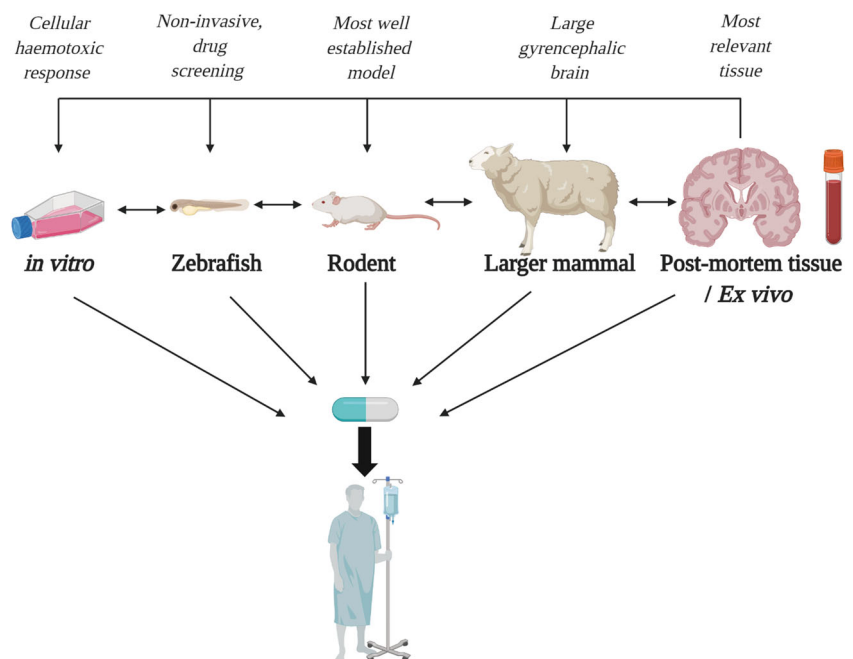 Cellular
haemotoxic
response
Non-invasive,
drug
screening
Most well
established
model
Large
gyrencephalic
brain
Most
relevant
tissue
in vitro
Zebrafish
Rodent
Larger mammal
Post-mortem tissue
/ Ex vivo